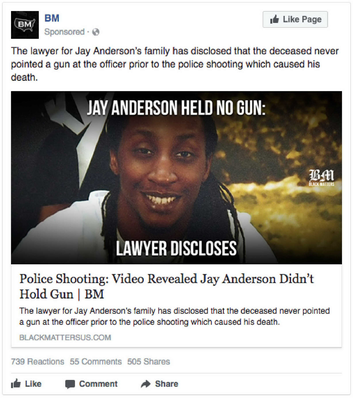 BM
BM
Like Page
Sponsored ·
The lawyer for Jay Anderson's family has disclosed that the deceased never
pointed a gun at the officer prior to the police shooting which caused his
death.
JAY ANDERSON HELD NO GUN:
BM
BLACK MATTERS
LAWYER DISCLOSES
Police Shooting: Video Revealed Jay Anderson Didn't
Hold Gun | BM
The lawyer for Jay Anderson's family has disclosed that the deceased never pointed
a gun at the officer prior to the police shooting which caused his death.
BLACKMATTERSUS.COM
739 Reactions 55 Comments 505 Shares
Like Comment Share